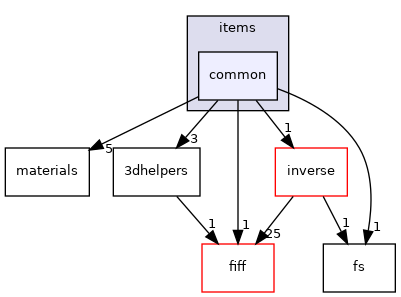 items
common
5
3
1
materials
3dhelpers
inverse
1
1
25
1
1
fiff
fs